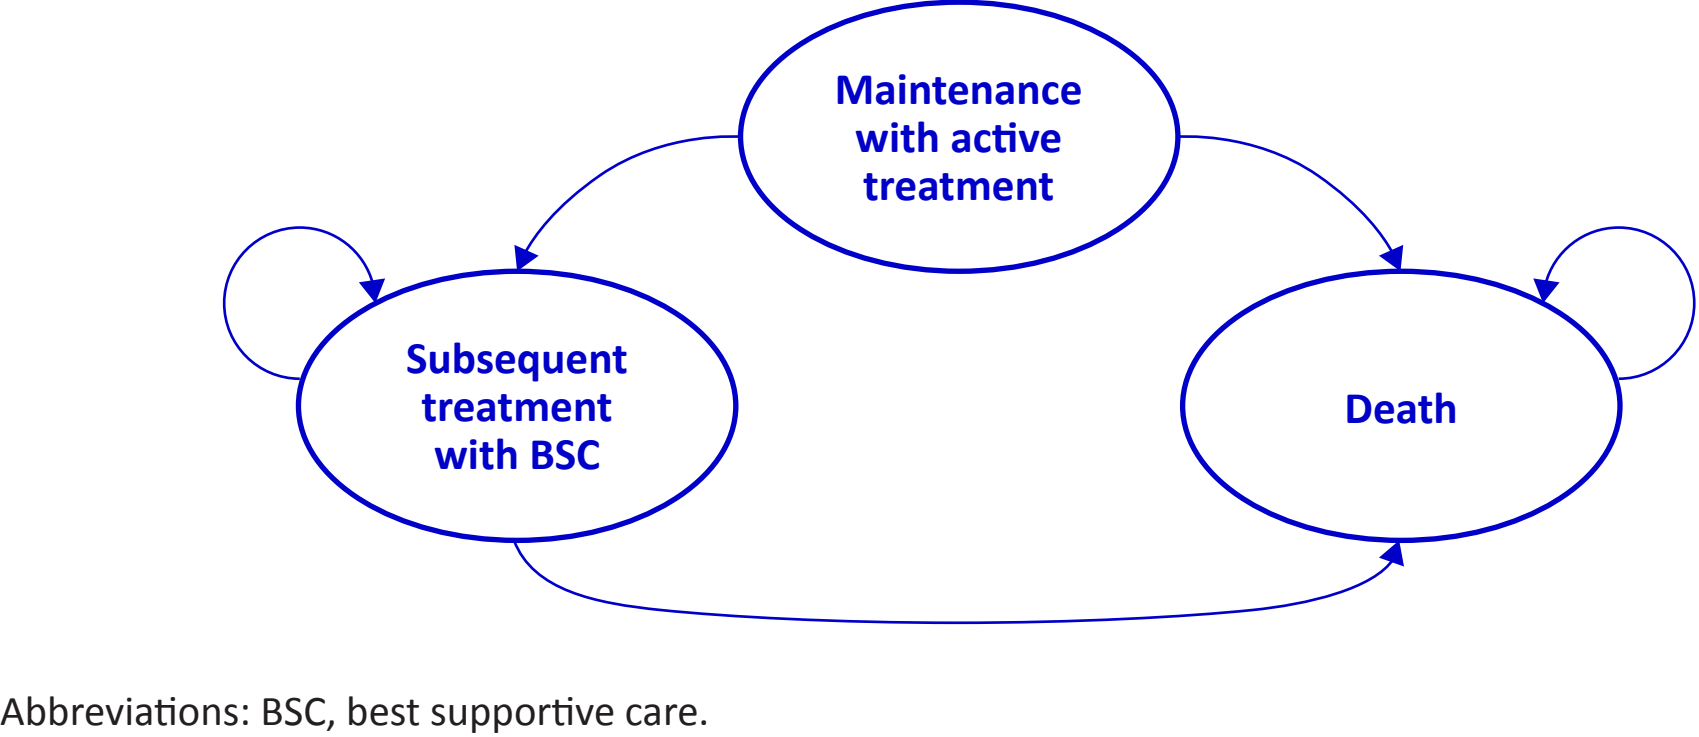 Maintenance
with active
treatment
Subsequent
treatment
with BSC
Death
Abbreviations: BSC, best supportive care.